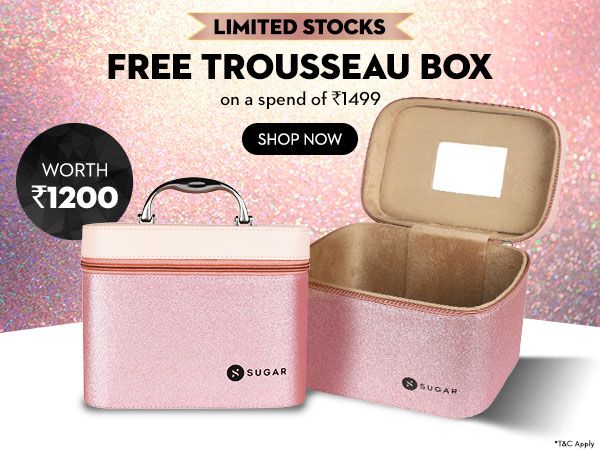 LIMITED STOCKS
FREE TROUSSEAU BOX
on a spend of ₹1499
SHOP NOW
WORTH
₹1200
SUGAR
SUGAR
*T&C Apply